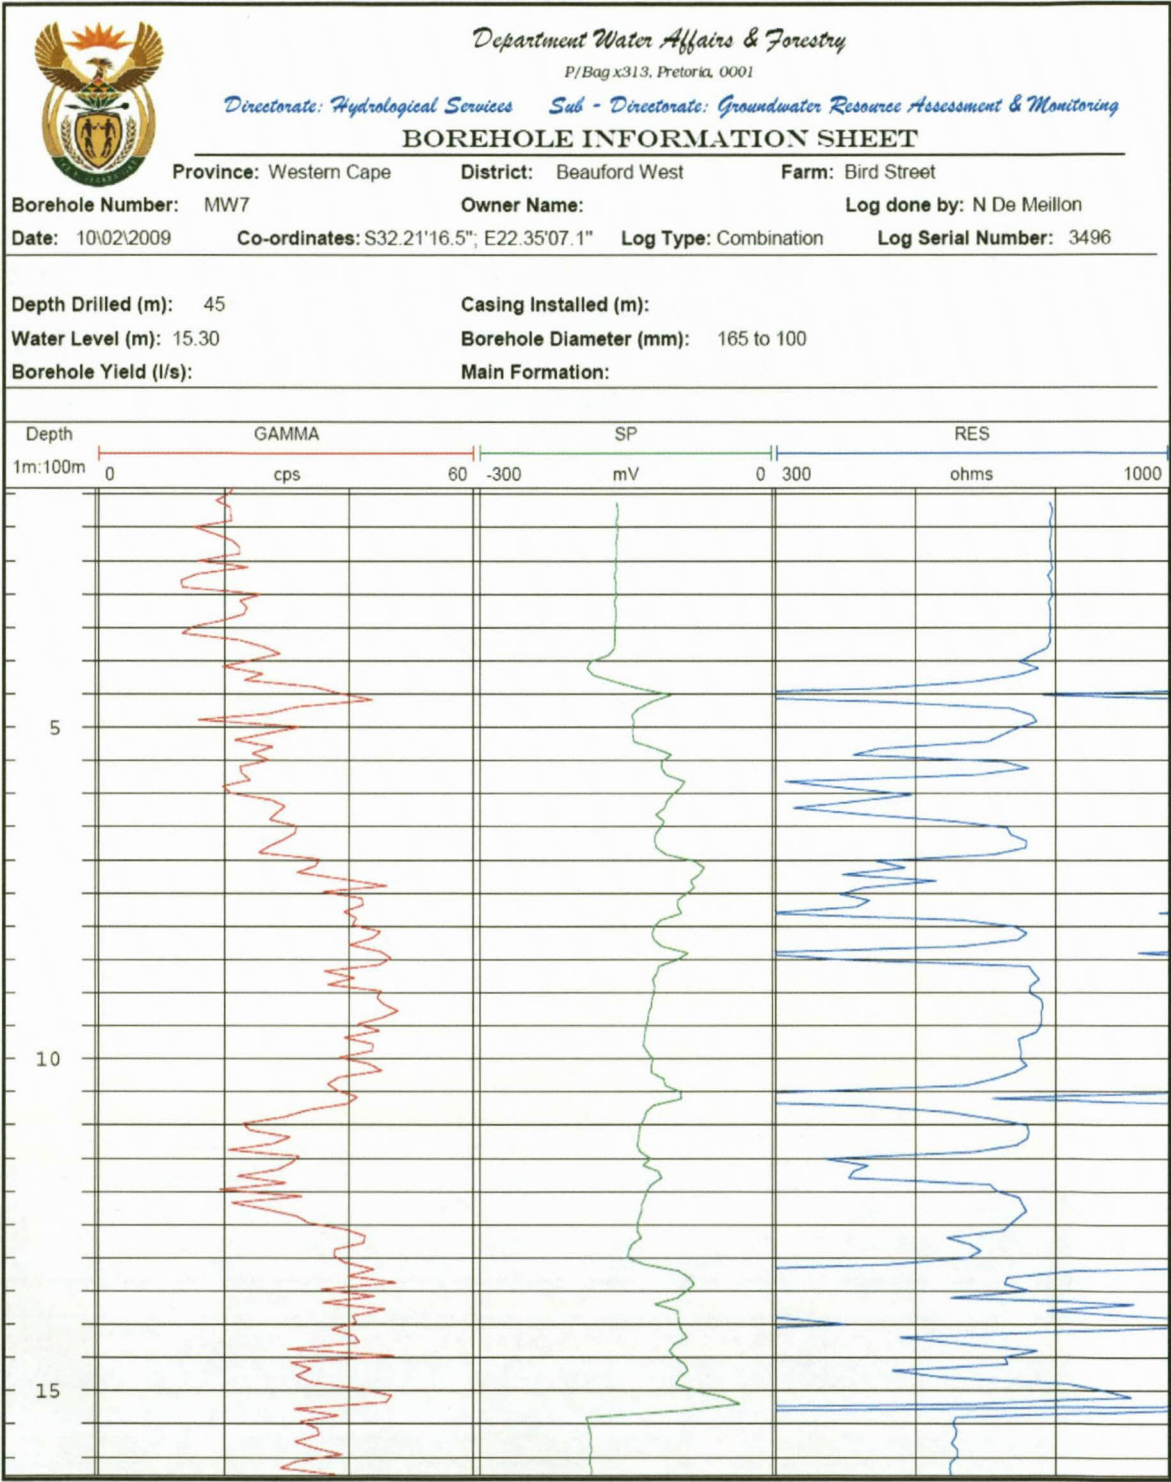 Department Water Affairs & Forestry
P/Bag x313, Pretoria, 0001
Directorate: Hydrological Services Sub - Directorate: Groundwater Resource Assessment & Monitoring
BOREHOLE INFORMATION SHEET
Province: Western Cape District: Beauford West Farm: Bird Street
Borehole Number: MW7 Owner Name: Log done by: N De Meillon
Date: 10\02\2009 Co-ordinates: S32.21'16.5"; E22.35'07.1" Log Type: Combination Log Serial Number: 3496
Depth Drilled (m): 45 Casing Installed (m):
Water Level (m): 15.30 Borehole Diameter (mm): 165 to 100
Borehole Yield (l/s): Main Formation:
Depth GAMMA SP RES
1m:100m 0 cps 60 -300 mV 0 300 ohms 1000
5
10
15